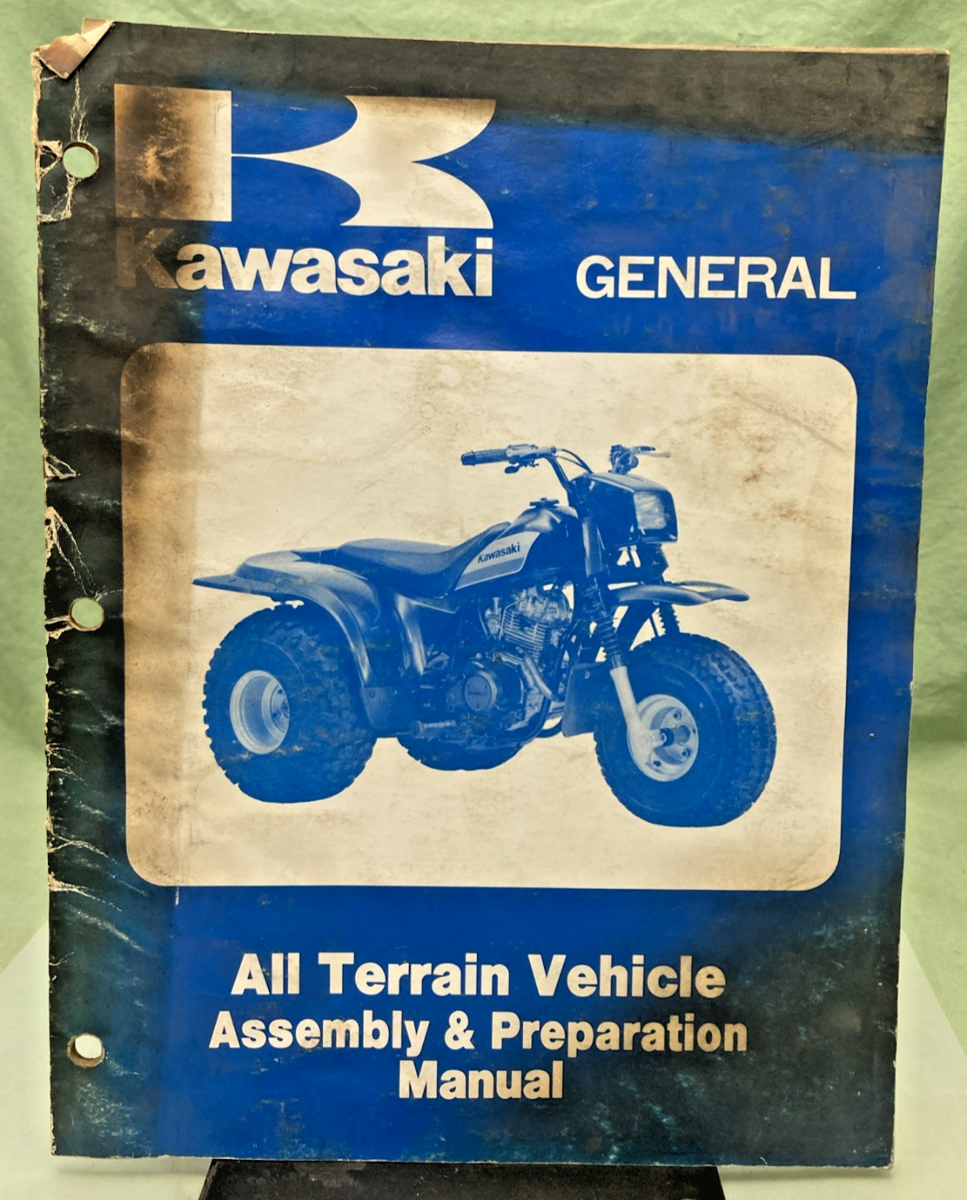 Kawasaki
GENERAL
Kawasaki
All Terrain Vehicle
Assembly & Preparation
Manual